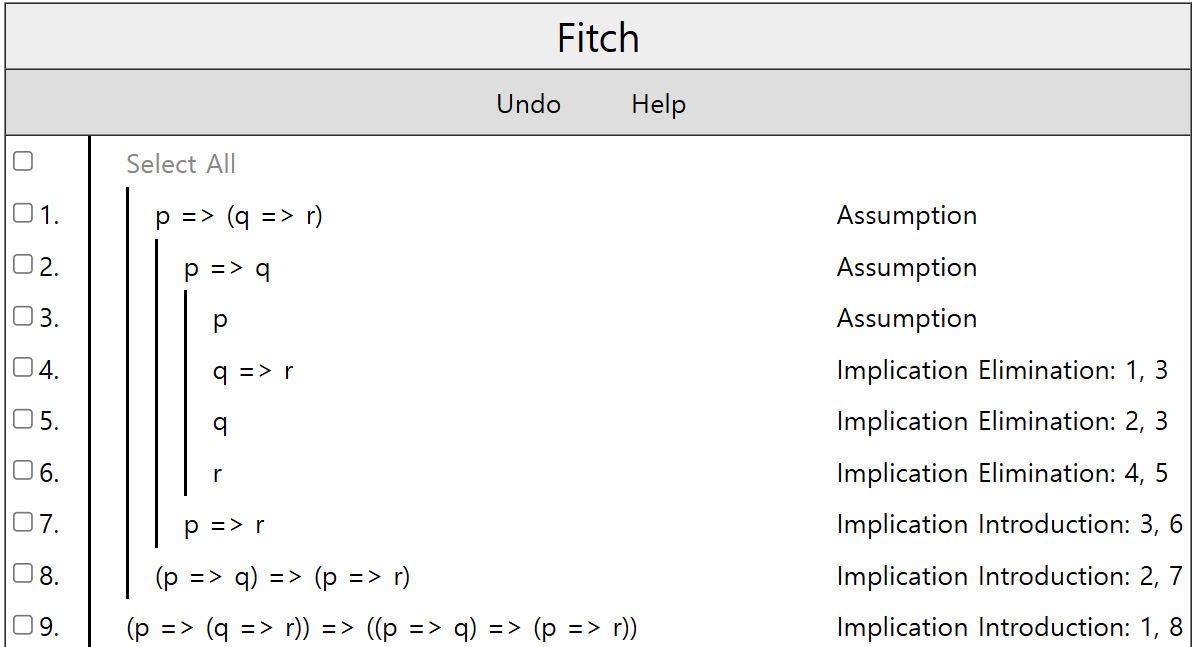 Fitch
Undo Help
Select All
1. p => (q => r) Assumption
2. p => q Assumption
3. p Assumption
4. q => r Implication Elimination: 1, 3
5. q Implication Elimination: 2, 3
6. r Implication Elimination: 4, 5
7. p => r Implication Introduction: 3, 6
8. (p => q) => (p => r) Implication Introduction: 2, 7
9. (p => (q => r)) => ((p => q) => (p => r)) Implication Introduction: 1, 8